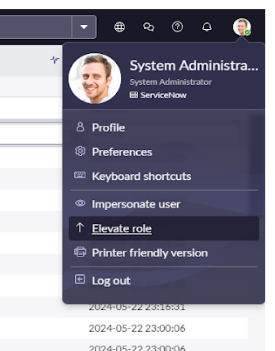 System Administra...
System Administrator
ServiceNow
Profile
Preferences
Keyboard shortcuts
Impersonate user
Elevate role
Printer friendly version
Log out
2024-05-22 23:16:31
2024-05-22 23:00:06
2024-05-22 23:00:06